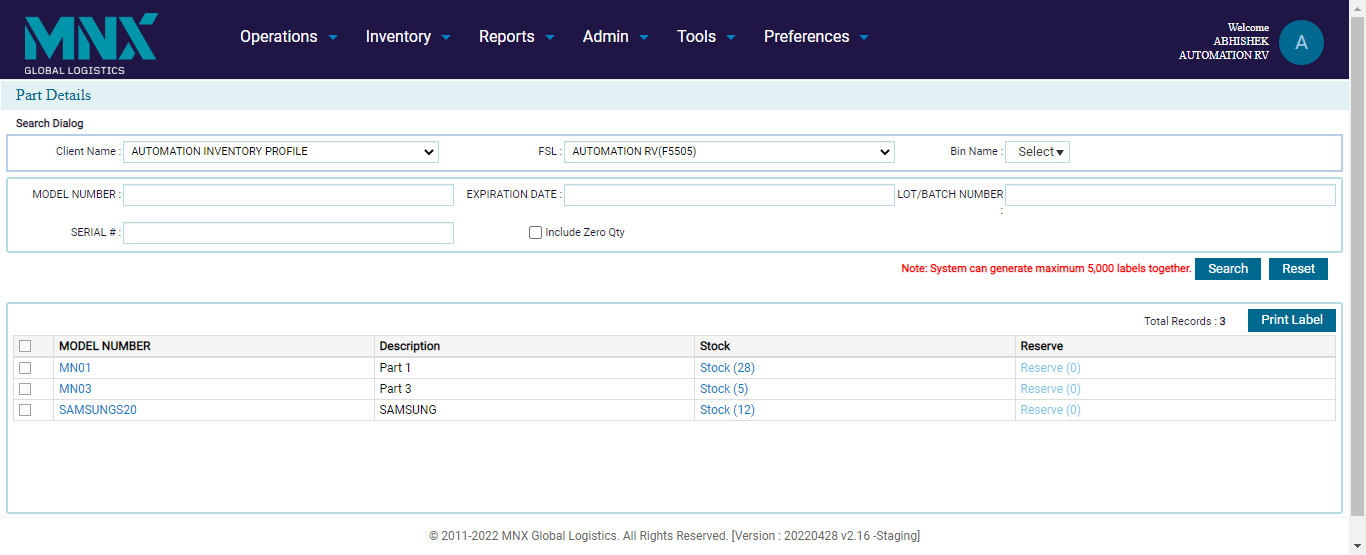 MNX
GLOBAL LOGISTICS
Operations Inventory Reports Admin Tools Preferences
Welcome
ABHISHEK
AUTOMATION RV
A
Part Details
Search Dialog
Client Name : AUTOMATION INVENTORY PROFILE FSL : AUTOMATION RV(F5505) Bin Name : Select
MODEL NUMBER : EXPIRATION DATE : LOT/BATCH NUMBER
:
SERIAL # : Include Zero Qty
Note: System can generate maximum 5,000 labels together. Search Reset
Total Records : 3 Print Label
MODEL NUMBER Description Stock Reserve
MN01 Part 1 Stock (28) Reserve (0)
MN03 Part 3 Stock (5) Reserve (0)
SAMSUNGS20 SAMSUNG Stock (12) Reserve (0)
© 2011-2022 MNX Global Logistics. All Rights Reserved. [Version : 20220428 v2.16 -Staging]